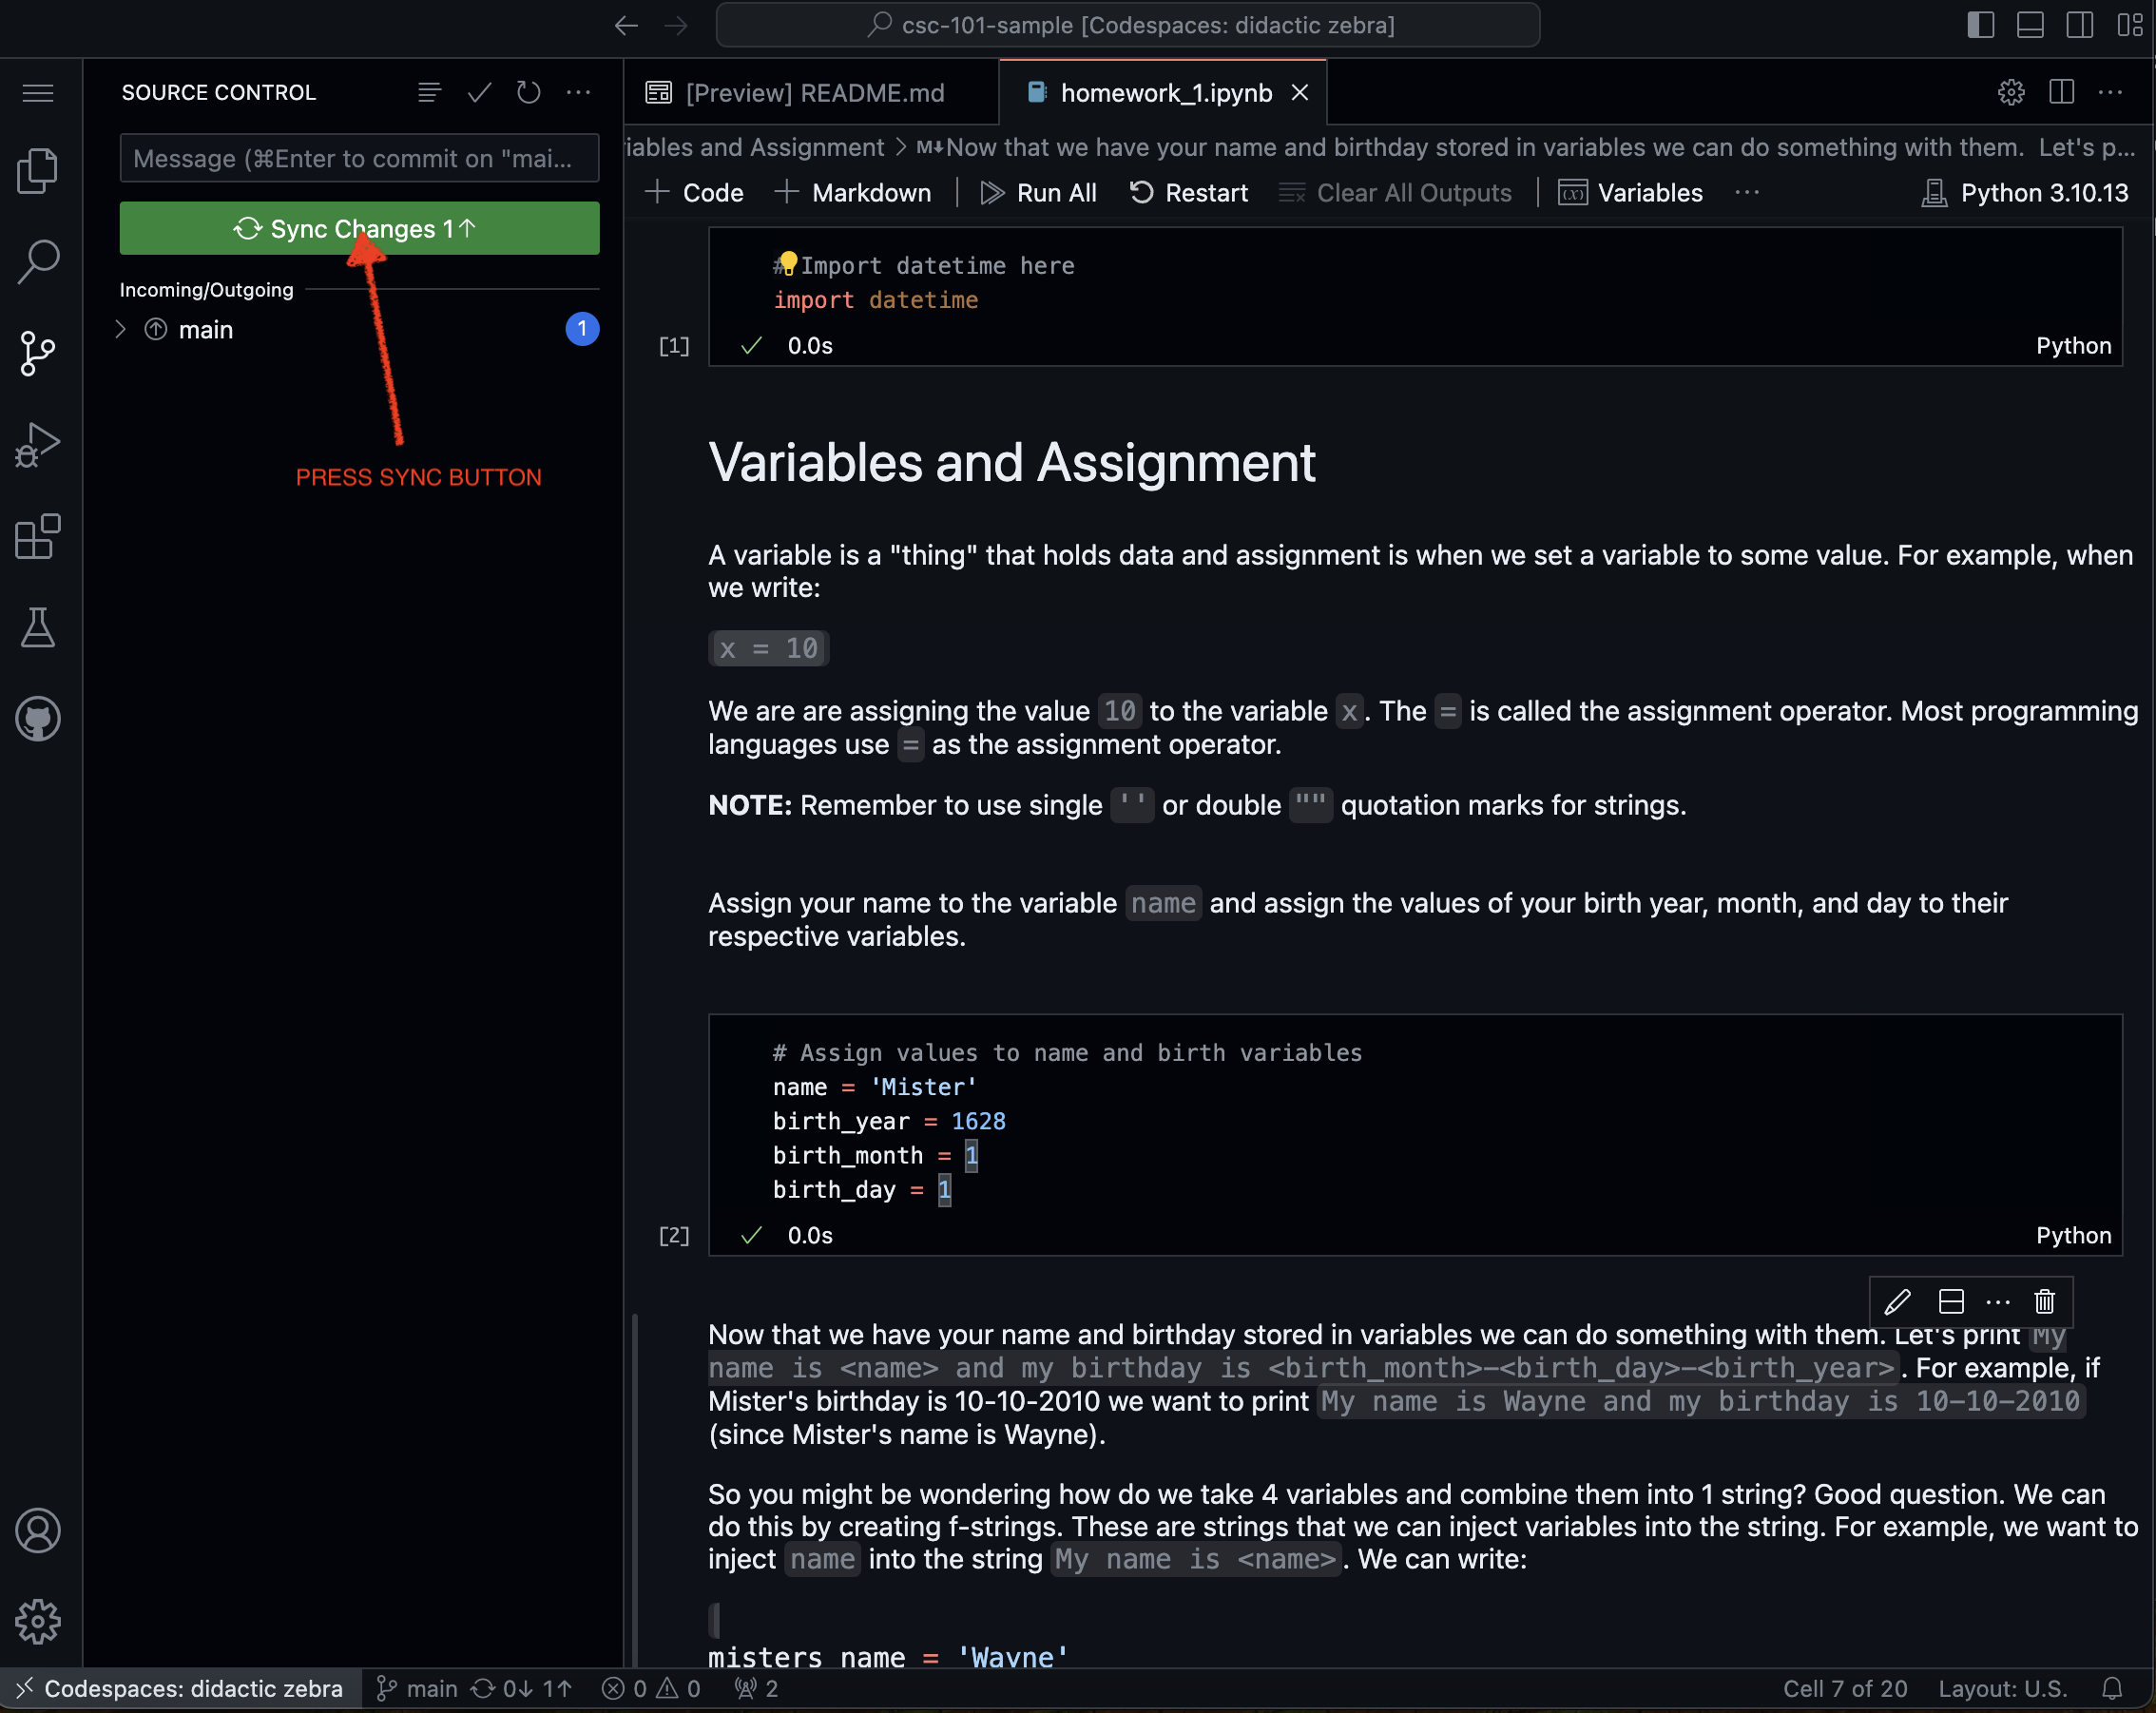 csc-101-sample [Codespaces: didactic zebra]
SOURCE CONTROL
Message (⌘Enter to commit on "mai...
Sync Changes 1↑
Incoming/Outgoing
main
1
PRESS SYNC BUTTON
[Preview] README.md
homework_1.ipynb
iables and Assignment > M↓ Now that we have your name and birthday stored in variables we can do something with them. Let's p...
+ Code + Markdown | Run All Restart Clear All Outputs | Variables ... Python 3.10.13
# Import datetime here
import datetime
[1] ✓ 0.0s Python
Variables and Assignment
A variable is a "thing" that holds data and assignment is when we set a variable to some value. For example, when
we write:
x = 10
We are are assigning the value 10 to the variable x. The = is called the assignment operator. Most programming
languages use = as the assignment operator.
NOTE: Remember to use single '' or double "" quotation marks for strings.
Assign your name to the variable name and assign the values of your birth year, month, and day to their
respective variables.
# Assign values to name and birth variables
name = 'Mister'
birth_year = 1628
birth_month = 1
birth_day = 1
[2] ✓ 0.0s Python
Now that we have your name and birthday stored in variables we can do something with them. Let's print My
name is <name> and my birthday is <birth_month>-<birth_day>-<birth_year>. For example, if
Mister's birthday is 10-10-2010 we want to print My name is Wayne and my birthday is 10-10-2010
(since Mister's name is Wayne).
So you might be wondering how do we take 4 variables and combine them into 1 string? Good question. We can
do this by creating f-strings. These are strings that we can inject variables into the string. For example, we want to
inject name into the string My name is <name>. We can write:
misters_name = 'Wayne'
Codespaces: didactic zebra main 0↓ 1↑ 0 0 2 Cell 7 of 20 Layout: U.S.